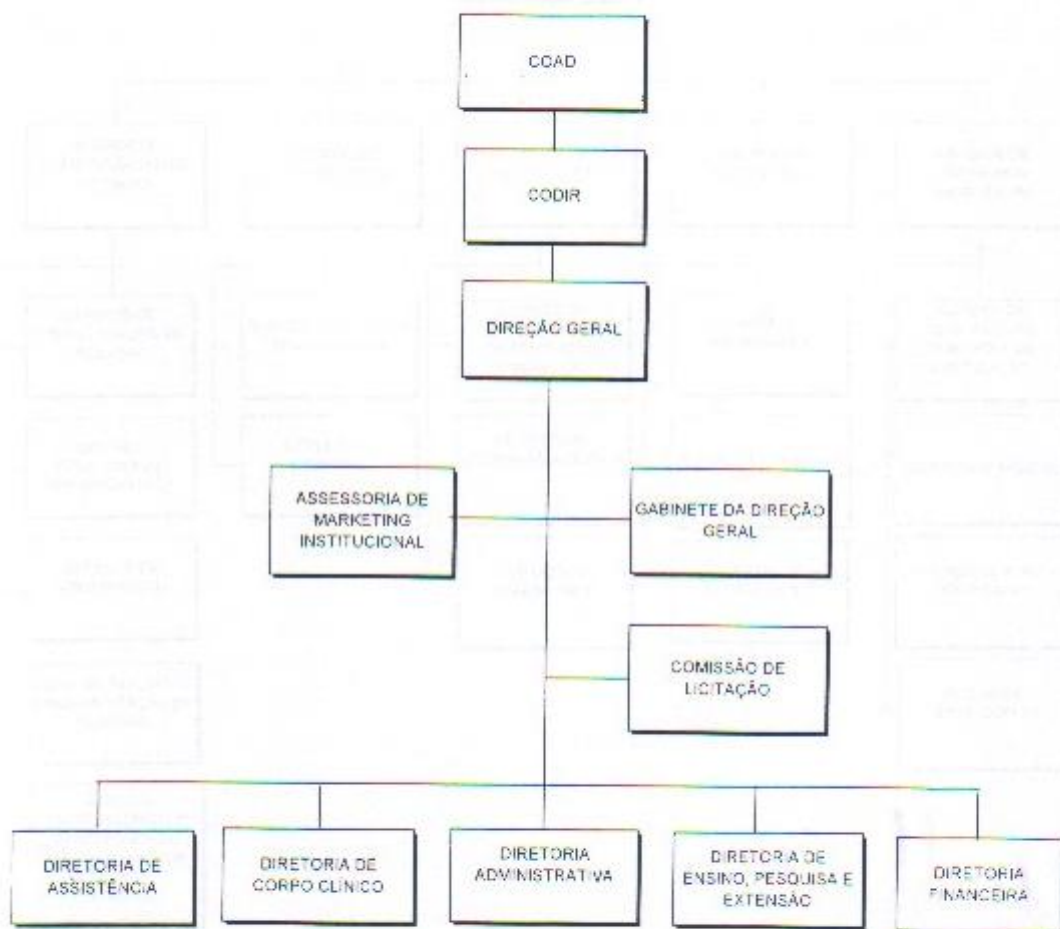 CCAD
CODIR
DIREÇÃO GERAL
ASSESSORIA DE
MARKETING
INSTITUCIONAL
GABINETE DA DIREÇÃO
GERAL
COMISSÃO DE
LICITAÇÃO
DIRETORIA DE
ASSISTÊNCIA
DIRETORIA DE
CORPO CLÍNICO
DIRETORIA
ADMINISTRATIVA
DIRETORIA DE
ENSINO, PESQUISA E
EXTENSÃO
DIRETORIA
FINANCEIRA